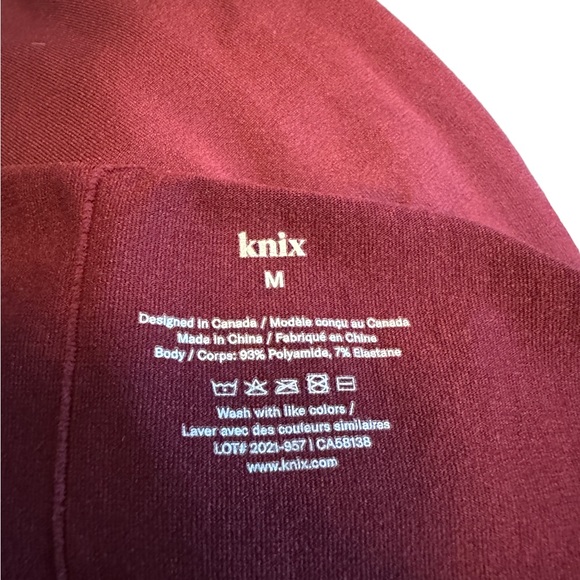 knix
M
Designed in Canada / Modèle conçu au Canada
Made in China / Fabriqué en Chine
Body / Corps: 93% Polyamide, 7% Elastane
Wash with like colors /
Laver avec des couleurs similaires
LOT# 2021-957 | CA58138
www.knix.com